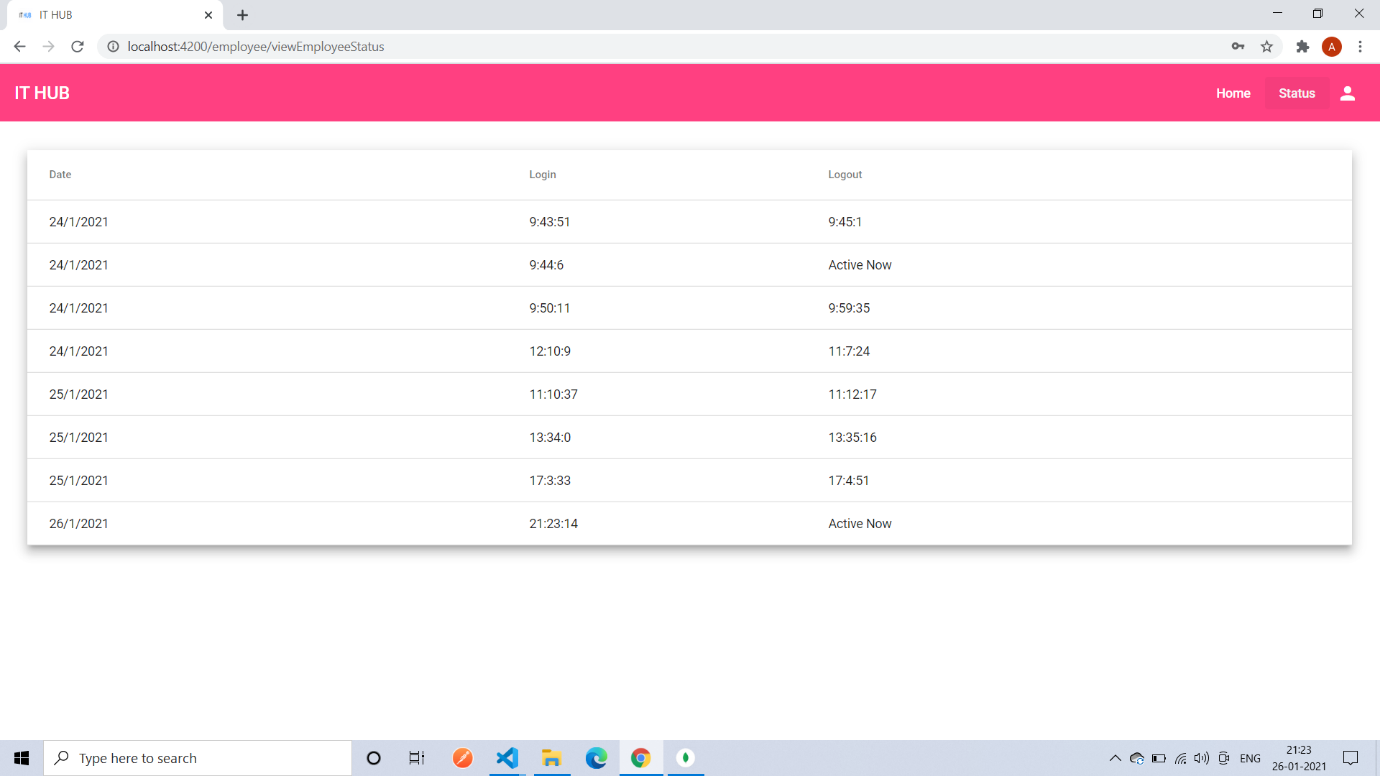 IT HUB
localhost:4200/employee/viewEmployeeStatus
A
IT HUB Home Status
Date Login Logout
24/1/2021 9:43:51 9:45:1
24/1/2021 9:44:6 Active Now
24/1/2021 9:50:11 9:59:35
24/1/2021 12:10:9 11:7:24
25/1/2021 11:10:37 11:12:17
25/1/2021 13:34:0 13:35:16
25/1/2021 17:3:33 17:4:51
26/1/2021 21:23:14 Active Now
Type here to search
ENG
21:23
26-01-2021